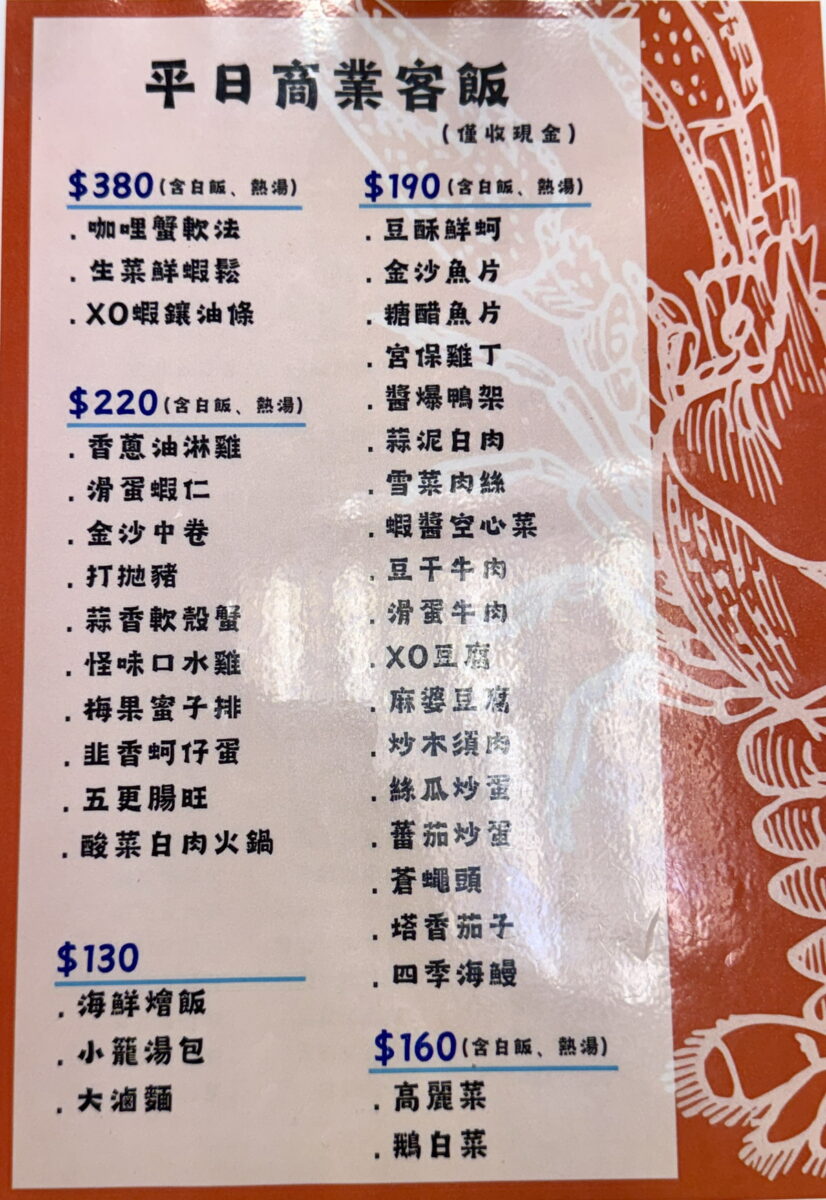 平日商業客飯
(僅收現金)
$380(含白飯、熱湯)
.咖哩蟹軟法
.生菜鮮蝦鬆
.XO蝦鑲油條
$220(含白飯、熱湯)
.香蔥油淋雞
.滑蛋蝦仁
.金沙中卷
.打拋豬
.蒜香軟殼蟹
.怪味口水雞
.梅果蜜子排
.韭香蚵仔蛋
.五更腸旺
.酸菜白肉火鍋
$130
.海鮮燴飯
.小籠湯包
.大滷麵
$190(含白飯、熱湯)
.豆酥鮮蚵
.金沙魚片
.糖醋魚片
.宮保雞丁
.醬爆鴨架
.蒜泥白肉
.雪菜肉絲
.蝦醬空心菜
.豆干牛肉
.滑蛋牛肉
.XO豆腐
.麻婆豆腐
.炒木須肉
.絲瓜炒蛋
.蕃茄炒蛋
.蒼蠅頭
.塔香茄子
.四季海鰻
$160(含白飯、熱湯)
.高麗菜
.鵝白菜